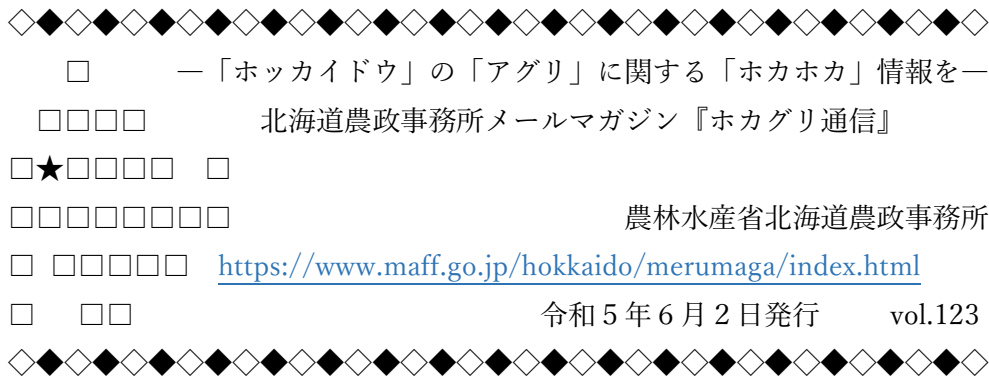 ◇◆◇◆◇◆◇◆◇◆◇◆◇◆◇◆◇◆◇◆◇◆◇◆◇◆◇◆◇◆◇◆◇◆◇
□　　　―「ホッカイドウ」の「アグリ」に関する「ホカホカ」情報を―
□□□□　　　　北海道農政事務所メールマガジン『ホカグリ通信』
□★□□□□　□
□□□□□□□□　　　　　　　　　　　　　　農林水産省北海道農政事務所
□　□□□□□　https://www.maff.go.jp/hokkaido/merumaga/index.html
□　　□□　　　　　　　　　　　　　　　令和５年６月２日発行　　vol.123
◇◆◇◆◇◆◇◆◇◆◇◆◇◆◇◆◇◆◇◆◇◆◇◆◇◆◇◆◇◆◇◆◇◆◇